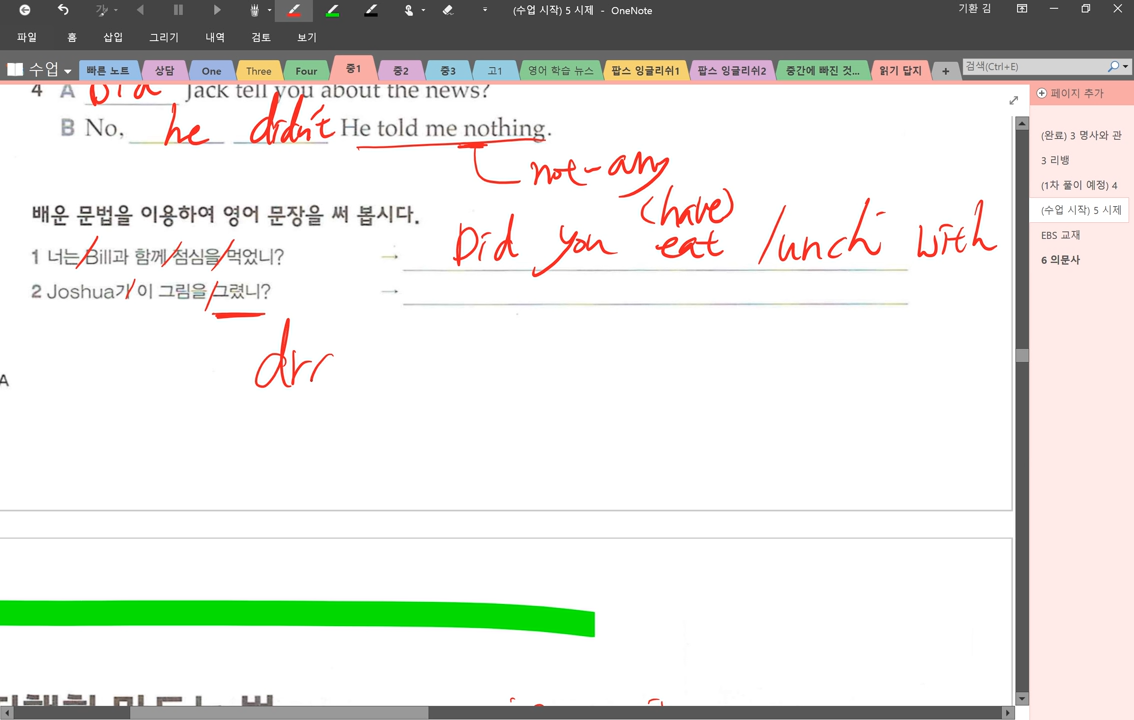 (수업 시작) 5 시제 - OneNote
기환 김
파일 홈 삽입 그리기 내역 검토 보기
수업 빠른 노트 상담 One Three Four 중1 중2 중3 고1 영어 학습 뉴스 팝스 잉글리쉬1 팝스 잉글리쉬2 중간에 빠진 것... 읽기 답지 + 검색(Ctrl+E)
페이지 추가
(완료) 3 명사와 관
3 리뱅
(1차 풀이 예정) 4
(수업 시작) 5 시제
EBS 교재
6 의문사
4 A Did Jack tell you about the news?
B No, he didn't He told me nothing.
not-any
배운 문법을 이용하여 영어 문장을 써 봅시다.
(have)
1 너는/Bill과 함께/점심을/먹었니? → Did you eat lunch with
2 Joshua가/이 그림을/그렸니? →
A